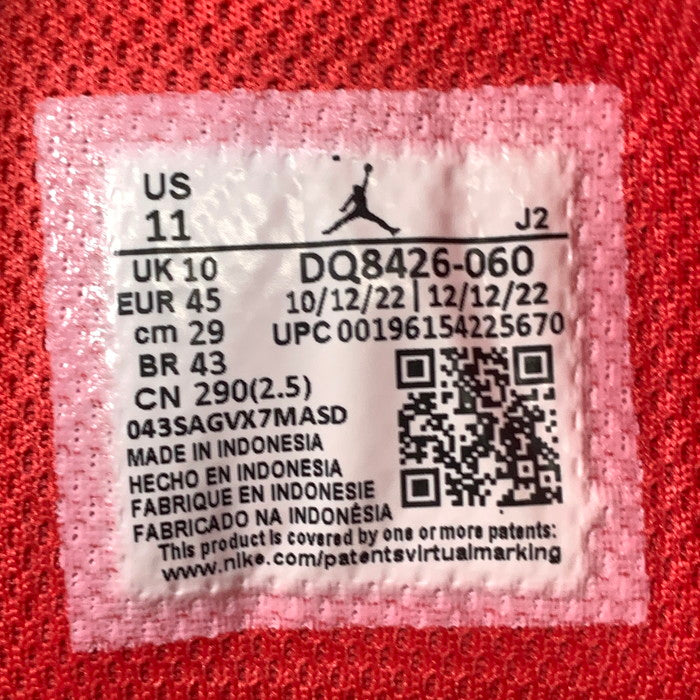 US
11
J2
UK 10
DQ8426-060
EUR 45
10/12/22 | 12/12/22
cm 29
UPC 00196154225670
BR 43
CN 290(2.5)
043SAGVX7MASD
MADE IN INDONESIA
HECHO EN INDONESIA
FABRIQUE EN INDONESIE
FABRICADO NA INDONÉSIA
This product is covered by one or more patents:
www.nike.com/patentsvirtualmarking